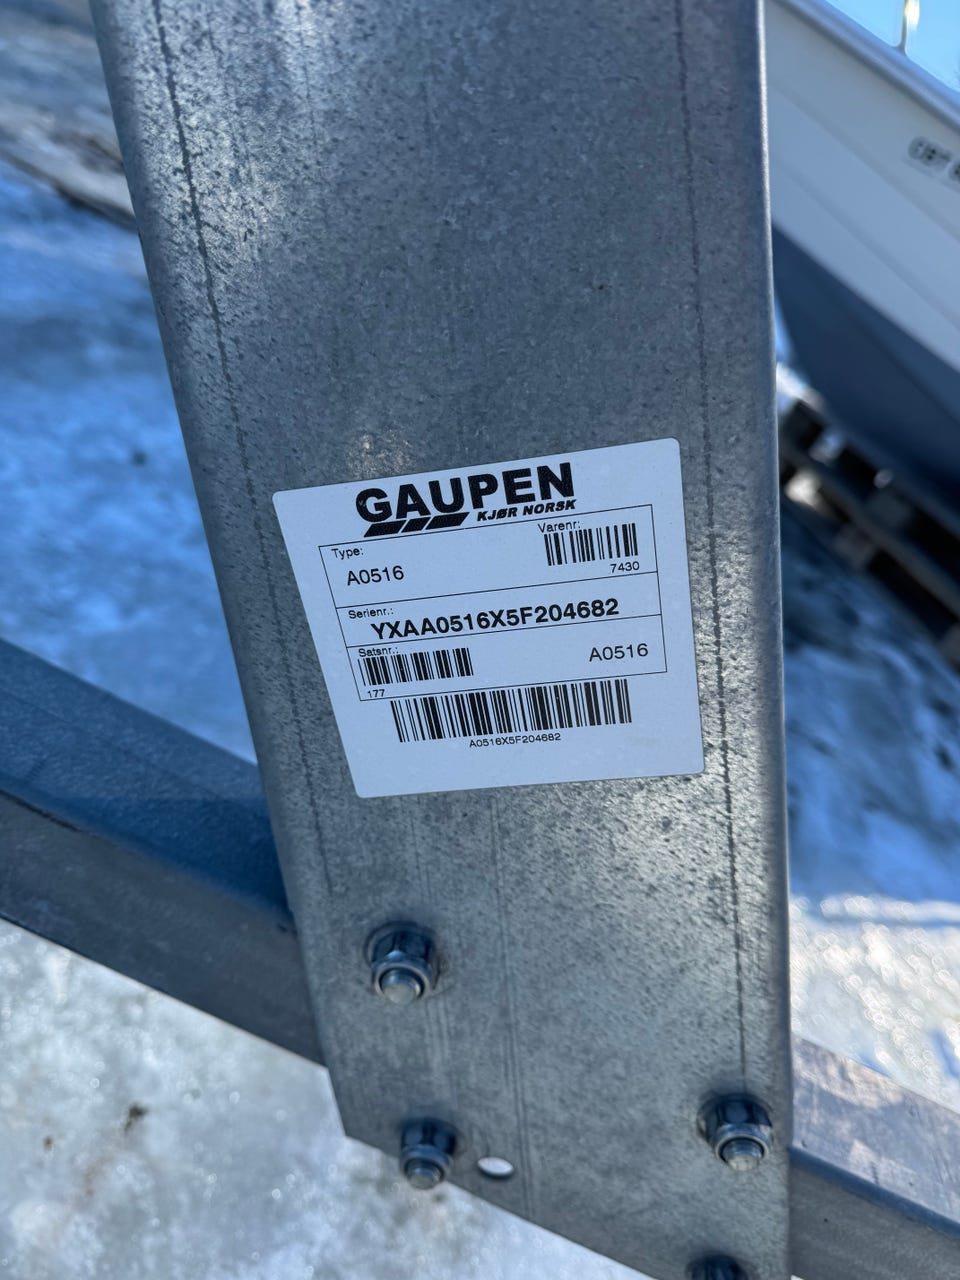 GAUPEN
KJØR NORSK
Type:
A0516
Varenr:
7430
Serienr.:
YXAA0516X5F204682
Satsnr.:
177
A0516
A0516X5F204682